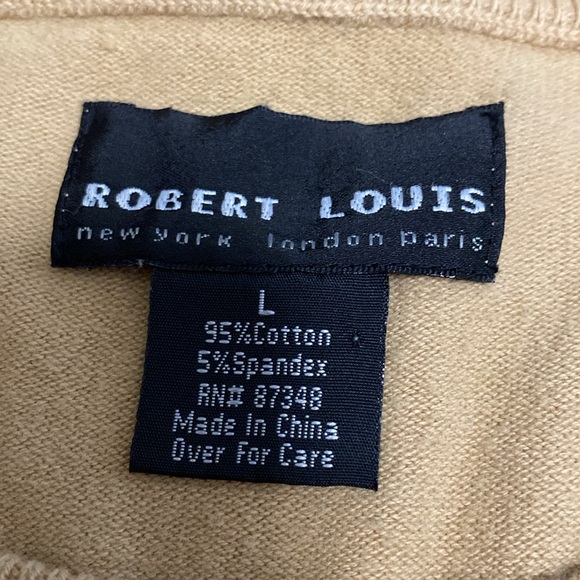 ROBERT LOUIS
new york london paris
L
95%Cotton
5%Spandex
RN# 87348
Made In China
Over For Care